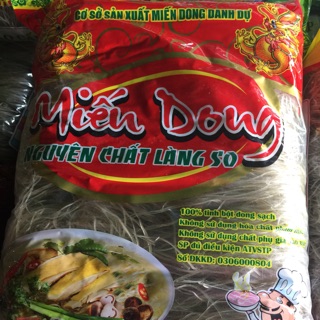 CƠ SỞ SẢN XUẤT MIẾN DONG DANH DỰ
Miến Dong
NGUYÊN CHẤT LÀNG SO
100% tinh bột dong sạch
Không sử dụng hóa chất
Không sử dụng chất phụ gia
SP đủ điều kiện ATVSTP
Số ĐKKD: 0306000804